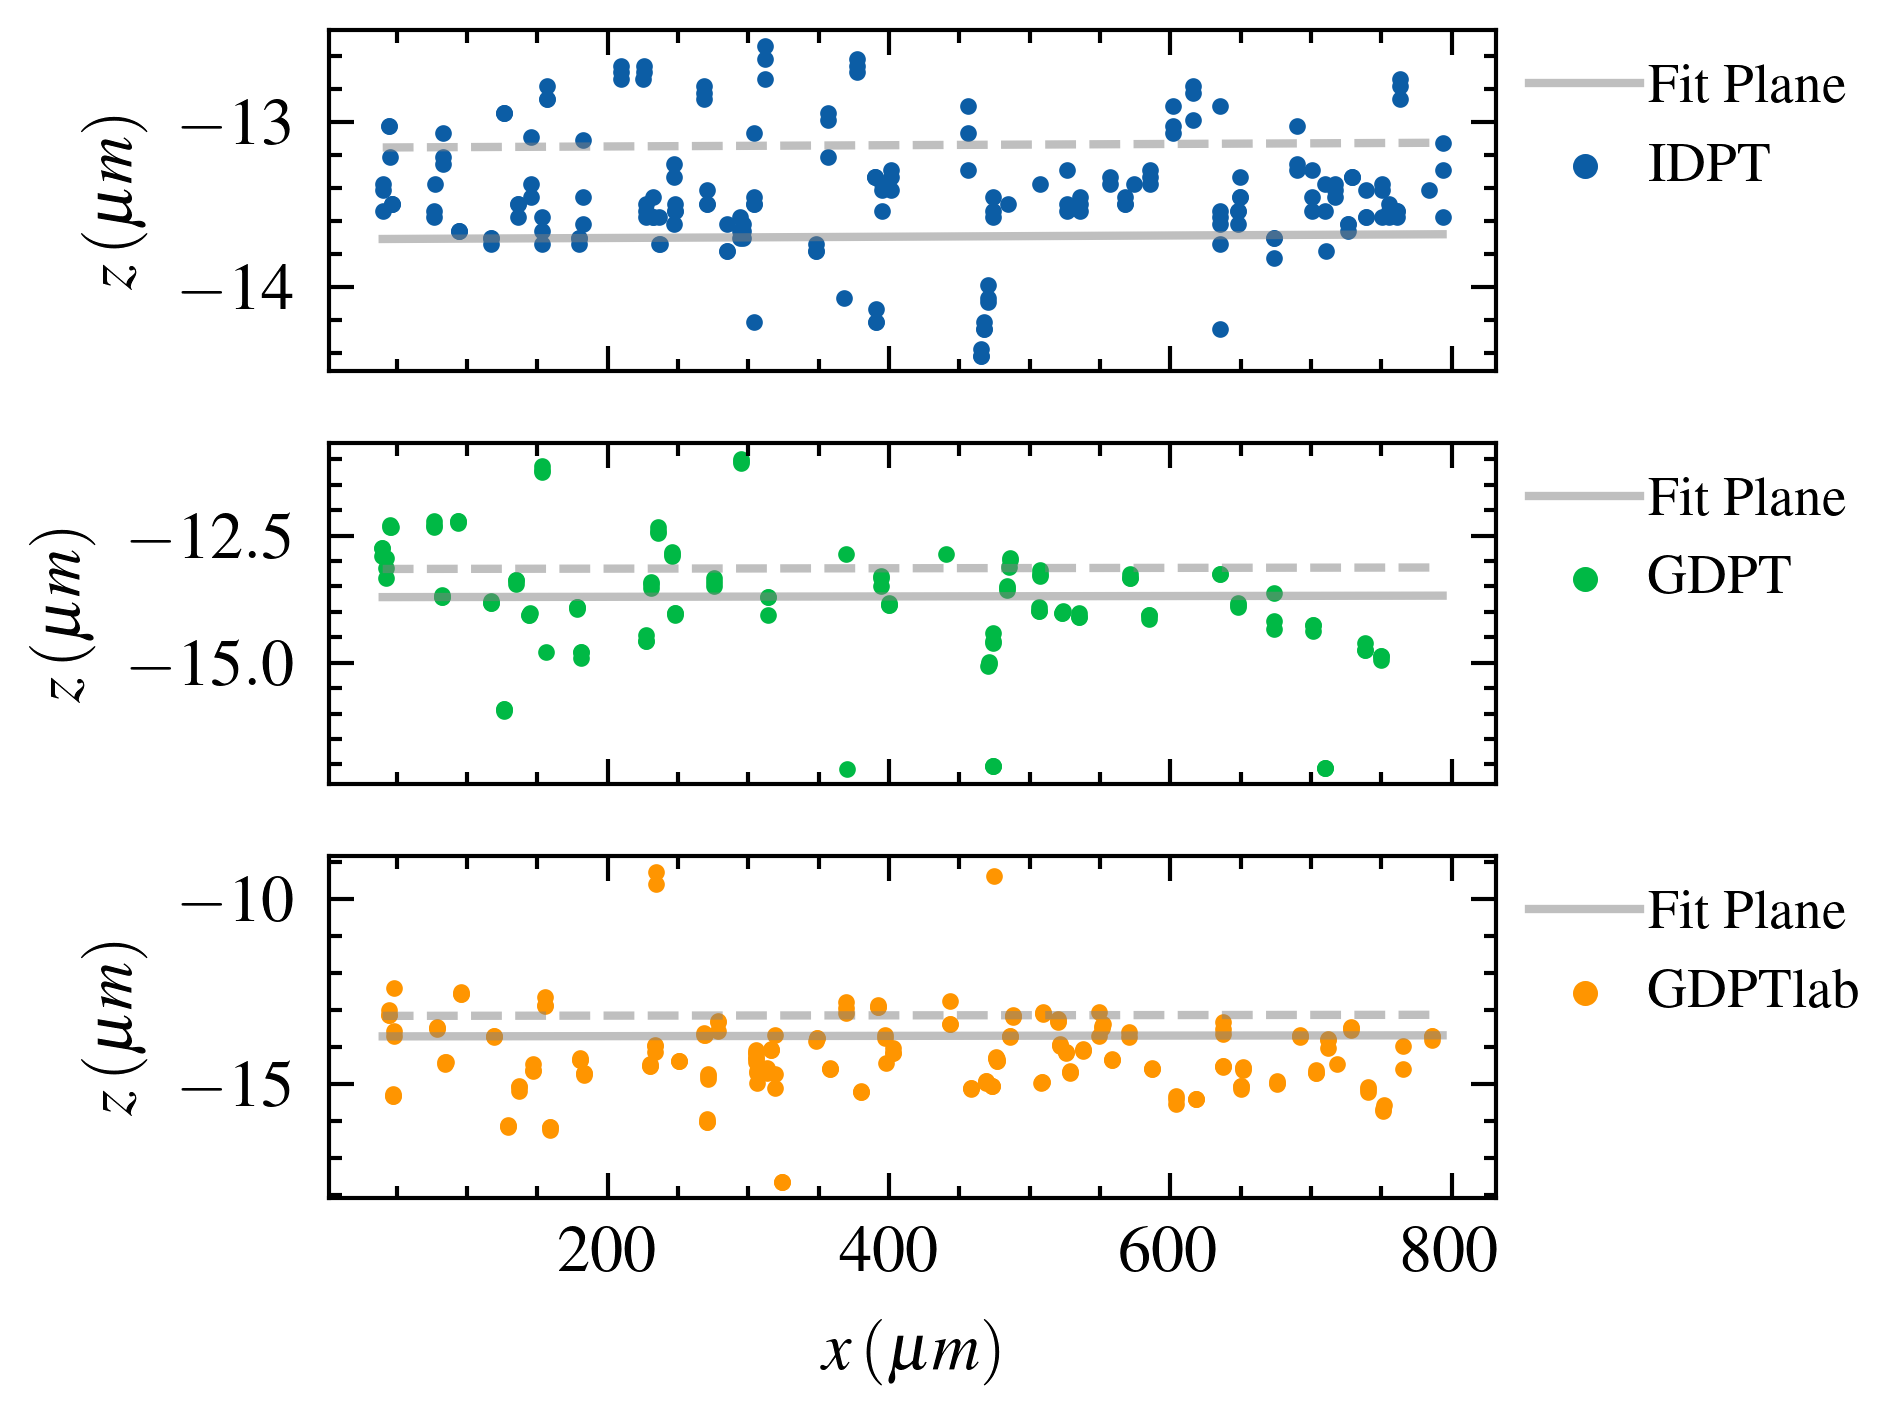 z (μm)
−13
−14
Fit Plane
IDPT
z (μm)
−12.5
−15.0
Fit Plane
GDPT
z (μm)
−10
−15
Fit Plane
GDPTlab
200 400 600 800
x (μm)